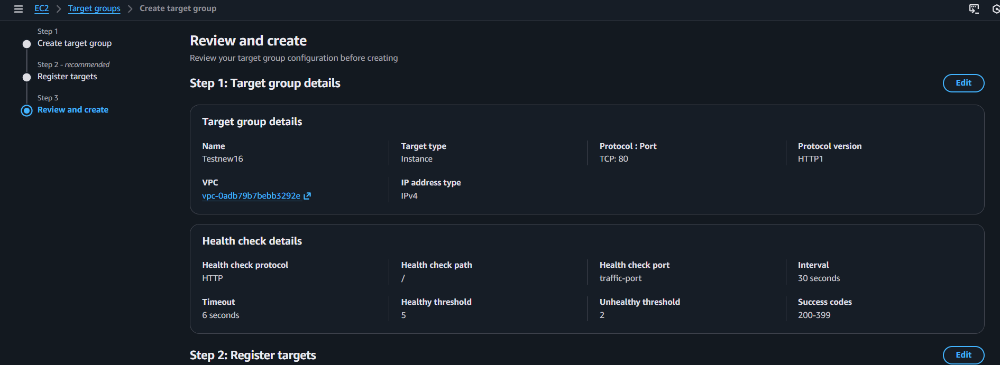 EC2 > Target groups > Create target group
Step 1
Create target group
Step 2 - recommended
Register targets
Step 3
Review and create
Review and create
Review your target group configuration before creating
Step 1: Target group details
Edit
Target group details
Name
Testnew16
Target type
Instance
Protocol : Port
TCP: 80
Protocol version
HTTP1
VPC
vpc-0adb79b7bebb3292e
IP address type
IPv4
Health check details
Health check protocol
HTTP
Health check path
/
Health check port
traffic-port
Interval
30 seconds
Timeout
6 seconds
Healthy threshold
5
Unhealthy threshold
2
Success codes
200-399
Step 2: Register targets
Edit